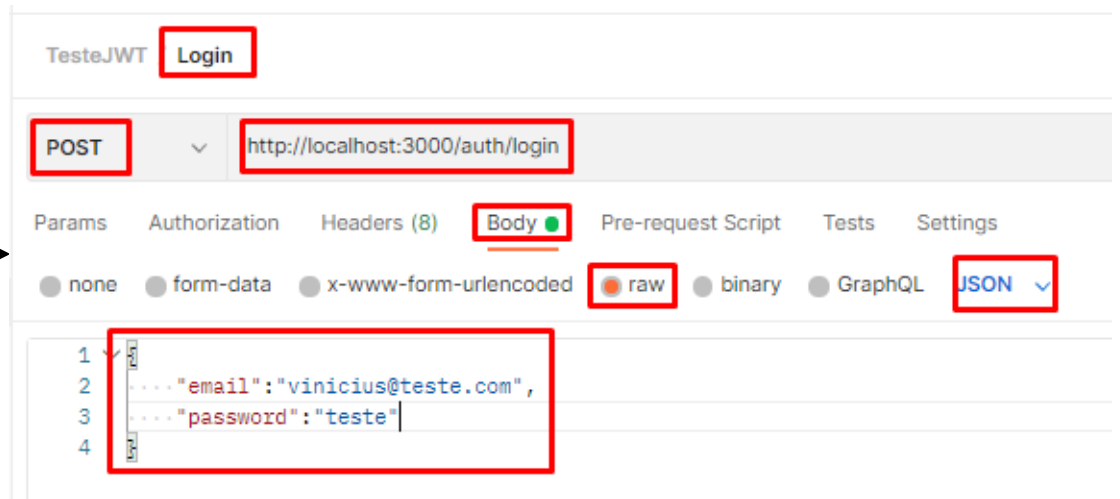 TesteJWT Login
POST http://localhost:3000/auth/login
Params Authorization Headers (8) Body Pre-request Script Tests Settings
none form-data x-www-form-urlencoded raw binary GraphQL JSON
1 {
2 ····"email":"vinicius@teste.com",
3 ····"password":"teste"
4 }